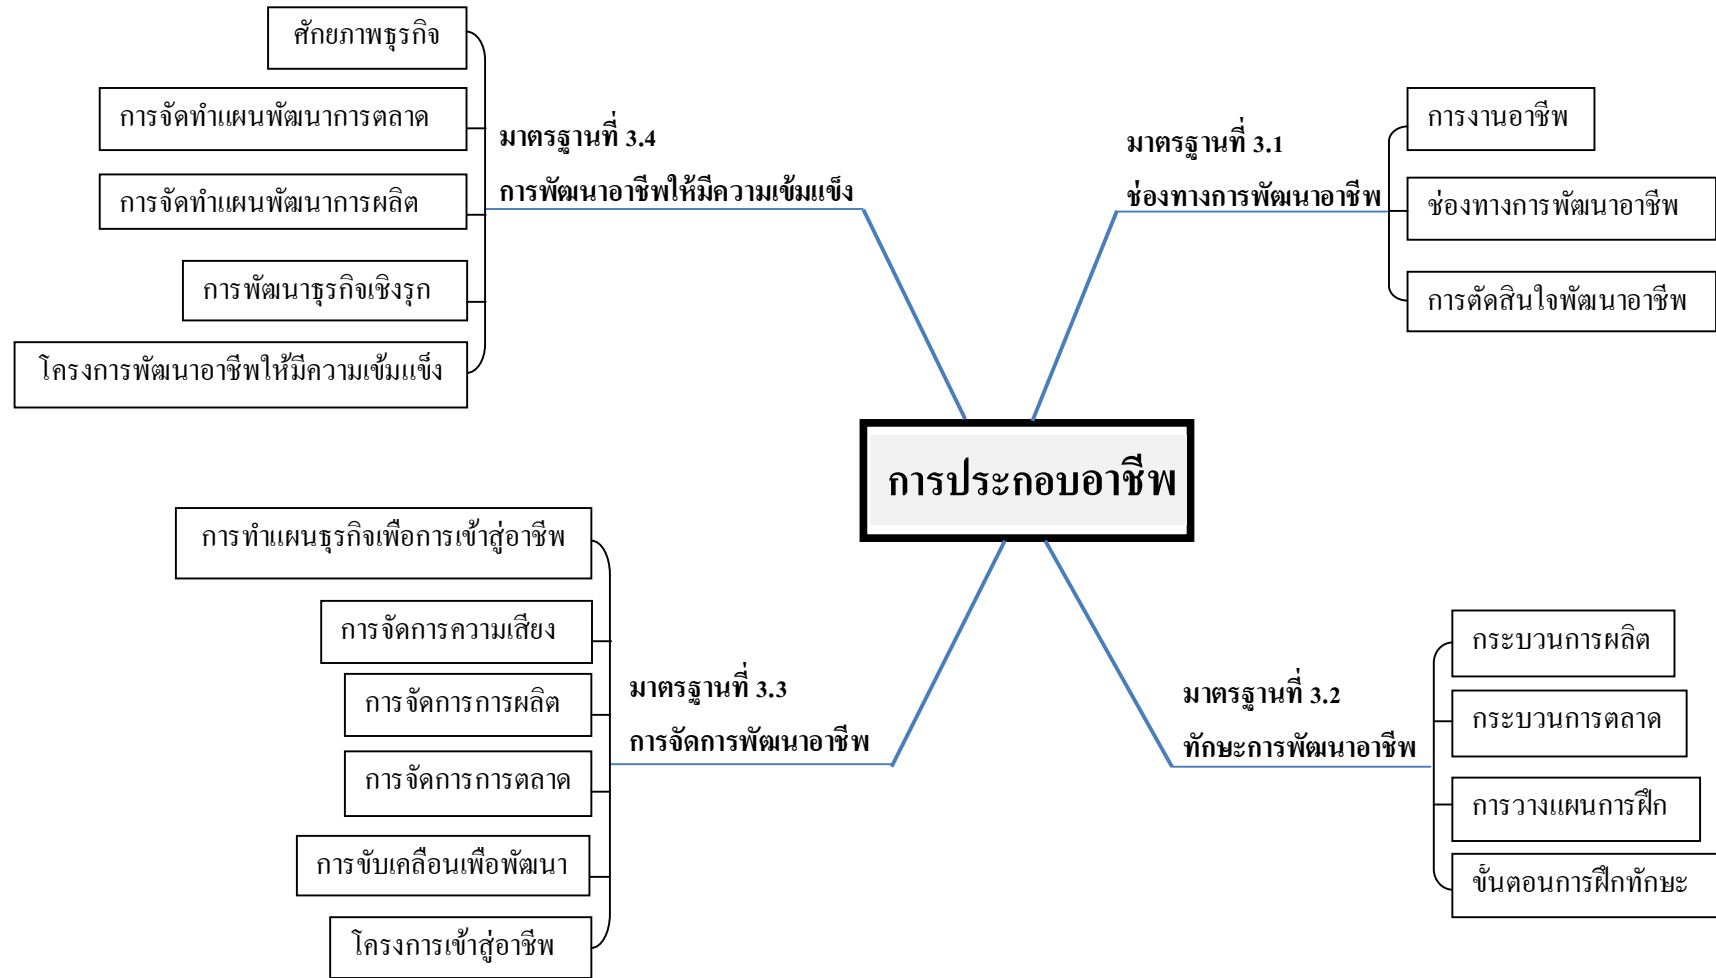 ศักยภาพธุรกิจ
การจัดทำแผนพัฒนาการตลาด
การจัดทำแผนพัฒนาการผลิต
การพัฒนาธุรกิจเชิงรุก
โครงการพัฒนาอาชีพให้มีความเข้มแข็ง
มาตรฐานที่ 3.4
การพัฒนาอาชีพให้มีความเข้มแข็ง
มาตรฐานที่ 3.1
ช่องทางการพัฒนาอาชีพ
การงานอาชีพ
ช่องทางการพัฒนาอาชีพ
การตัดสินใจพัฒนาอาชีพ
การประกอบอาชีพ
การทำแผนธุรกิจเพื่อการเข้าสู่อาชีพ
การจัดการความเสี่ยง
การจัดการการผลิต
การจัดการการตลาด
การขับเคลื่อนเพื่อพัฒนา
โครงการเข้าสู่อาชีพ
มาตรฐานที่ 3.3
การจัดการพัฒนาอาชีพ
มาตรฐานที่ 3.2
ทักษะการพัฒนาอาชีพ
กระบวนการผลิต
กระบวนการตลาด
การวางแผนการฝึก
ขั้นตอนการฝึกทักษะ